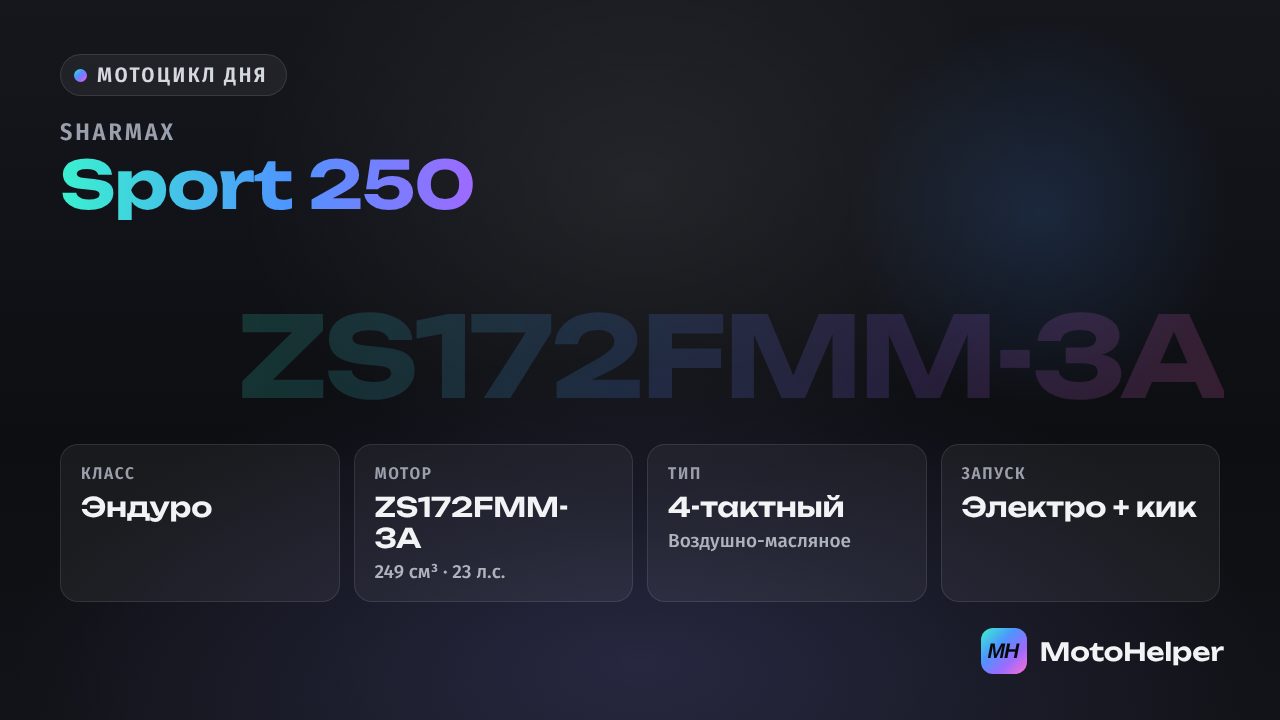 МОТОЦИКЛ ДНЯ
SHARMAX
Sport 250
ZS172FMM-3A
КЛАСС
Эндуро
МОТОР
ZS172FMM-
3A
249 см³ · 23 л.с.
ТИП
4-тактный
Воздушно-масляное
ЗАПУСК
Электро + кик
MH MotoHelper